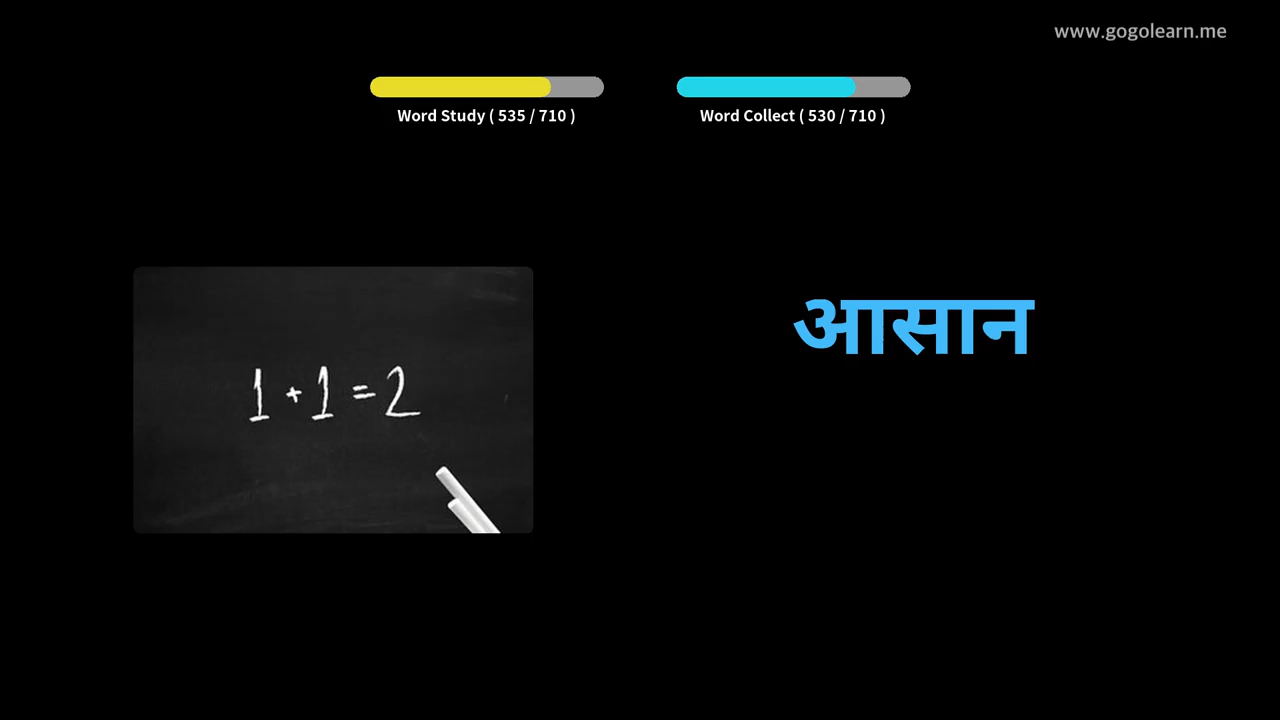 www.gogolearn.me
Word Study ( 535 / 710 )
Word Collect ( 530 / 710 )
1 + 1 = 2
आसान